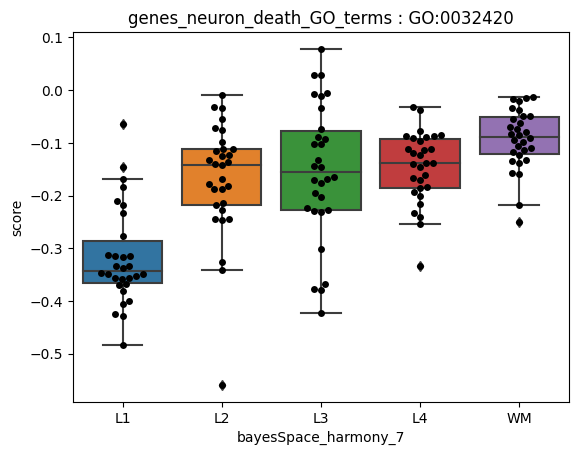 genes_neuron_death_GO_terms : GO:0032420
0.1
0.0
−0.1
−0.2
−0.3
−0.4
−0.5
score
L1 L2 L3 L4 WM
bayesSpace_harmony_7